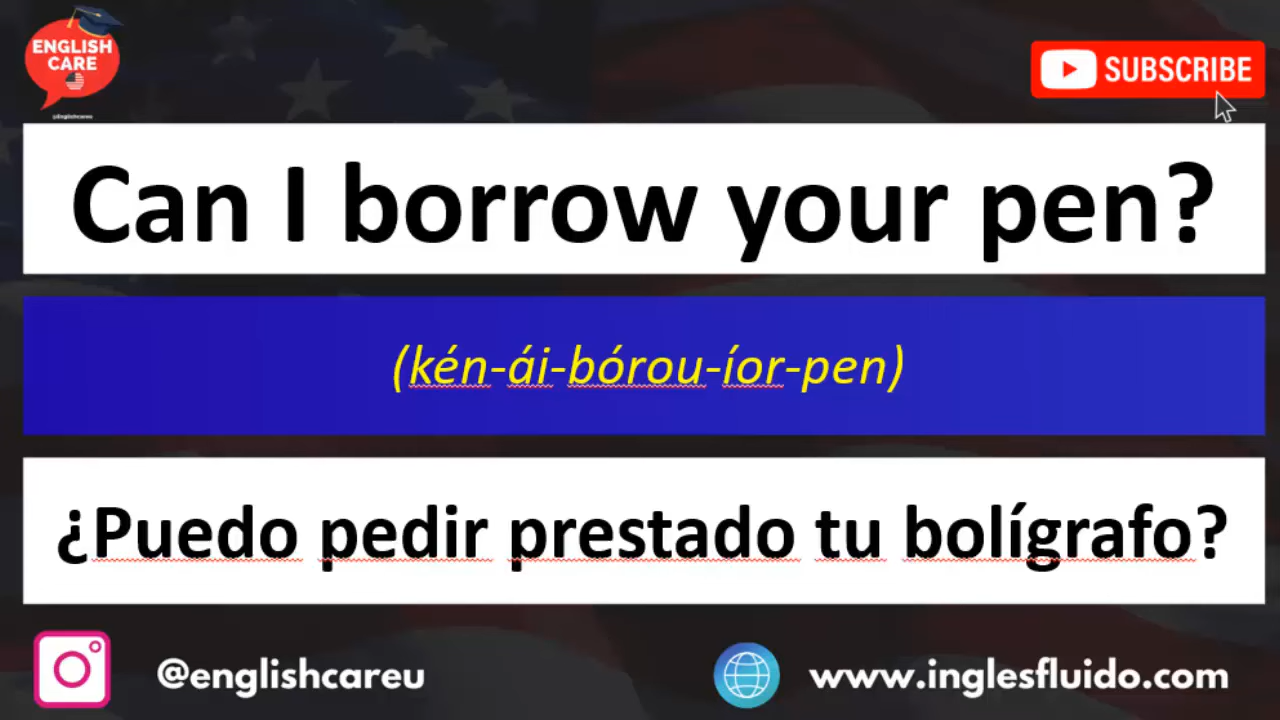 ENGLISH
CARE
@Englishcareu
SUBSCRIBE
Can I borrow your pen?
(kén-ái-bórou-íor-pen)
¿Puedo pedir prestado tu bolígrafo?
@englishcareu
www.inglesfluido.com